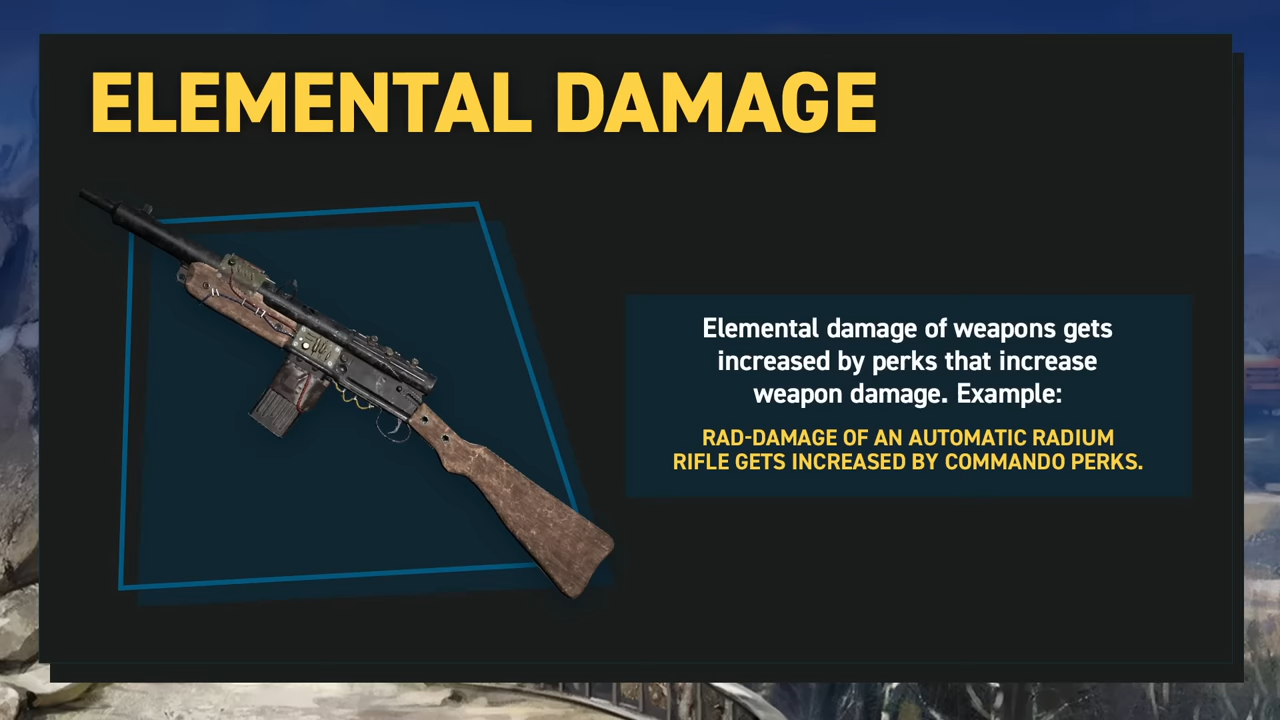 ELEMENTAL DAMAGE
Elemental damage of weapons gets
increased by perks that increase
weapon damage. Example:
RAD-DAMAGE OF AN AUTOMATIC RADIUM
RIFLE GETS INCREASED BY COMMANDO PERKS.